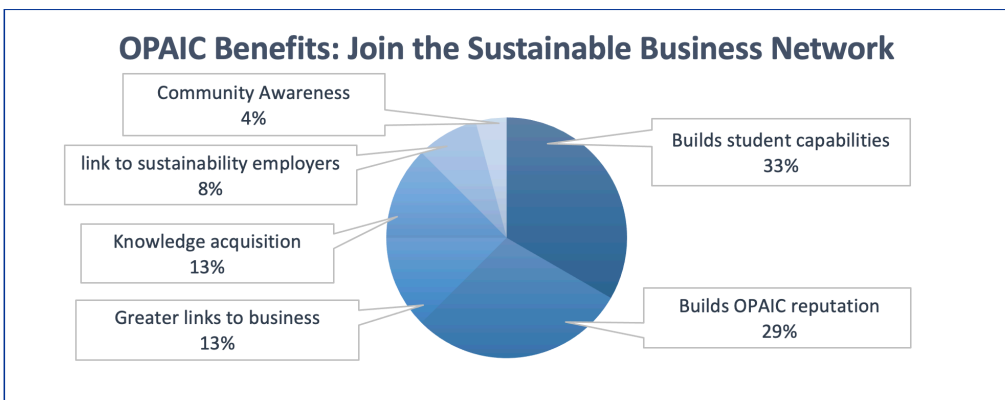 OPAIC Benefits: Join the Sustainable Business Network
Community Awareness
4%
Builds student capabilities
33%
link to sustainability employers
8%
Knowledge acquisition
13%
Greater links to business
13%
Builds OPAIC reputation
29%